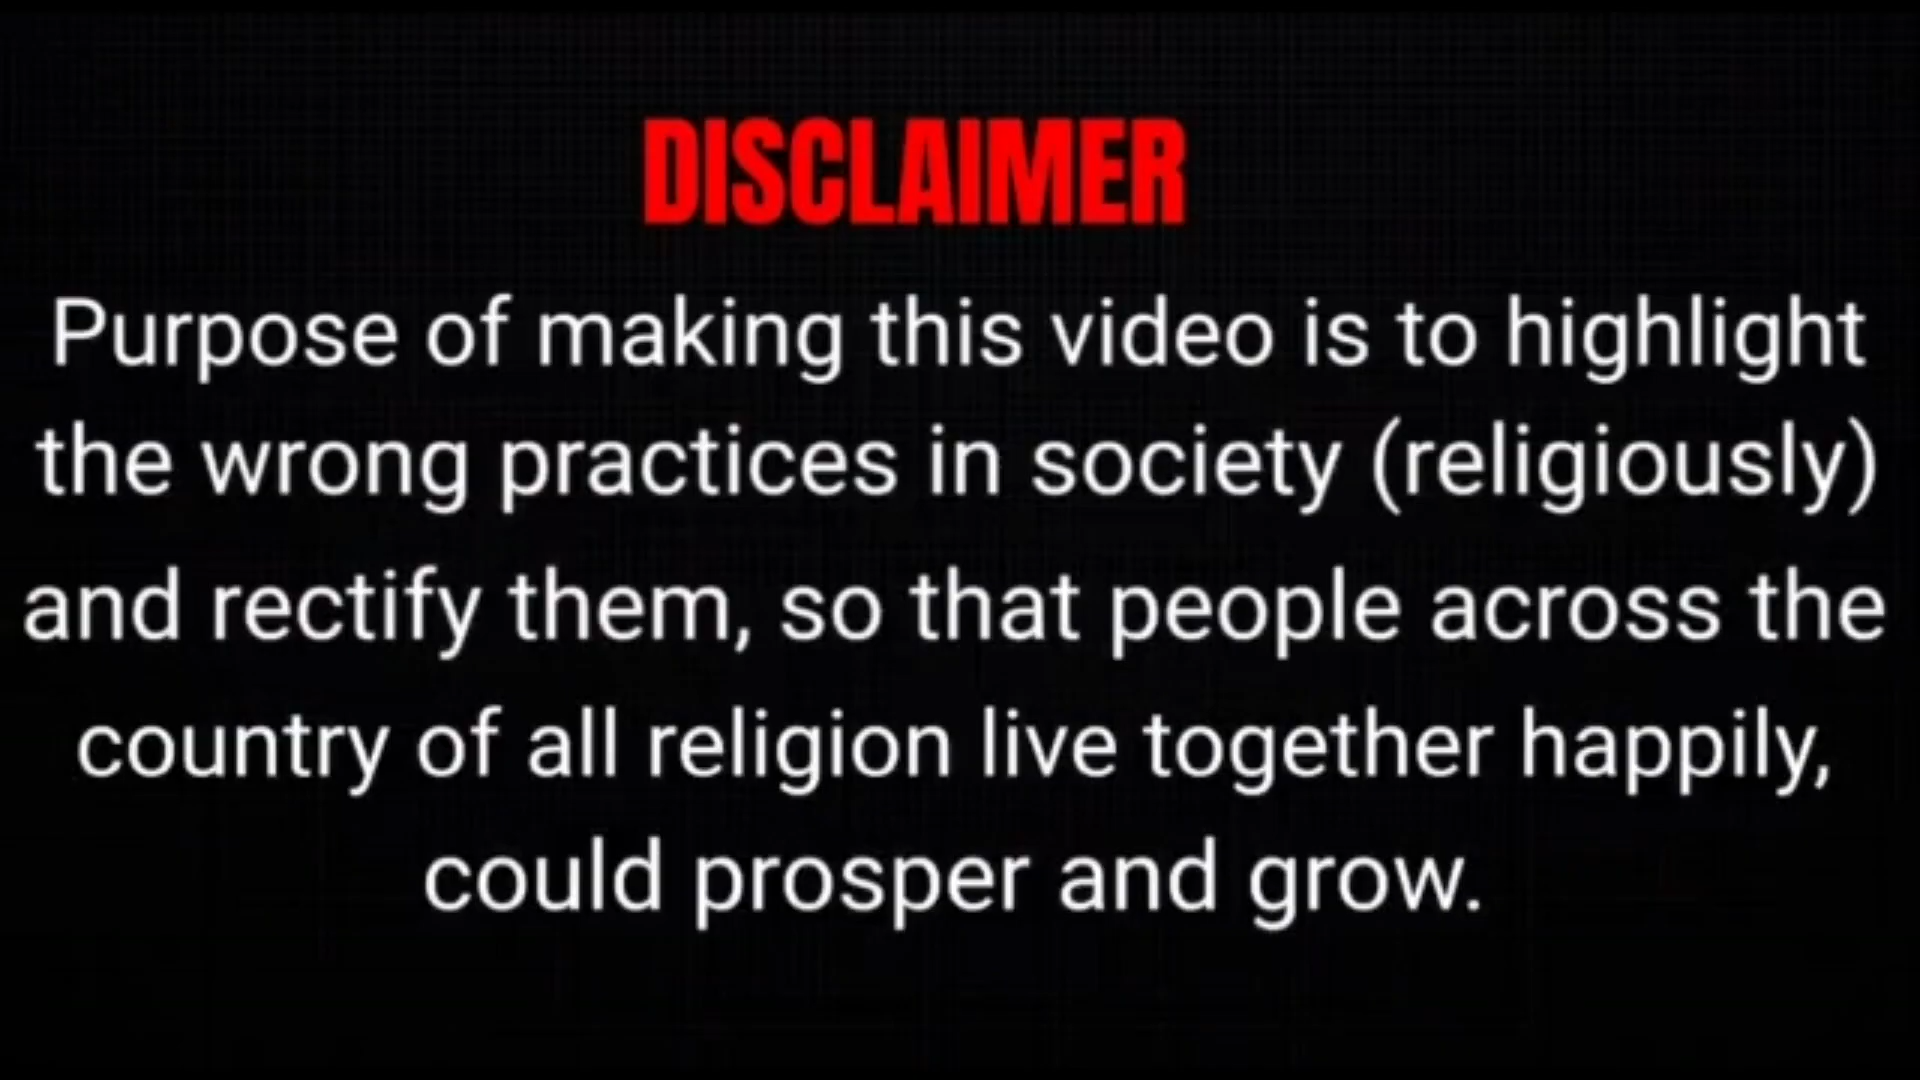 DISCLAIMER
Purpose of making this video is to highlight
the wrong practices in society (religiously)
and rectify them, so that people across the
country of all religion live together happily,
could prosper and grow.